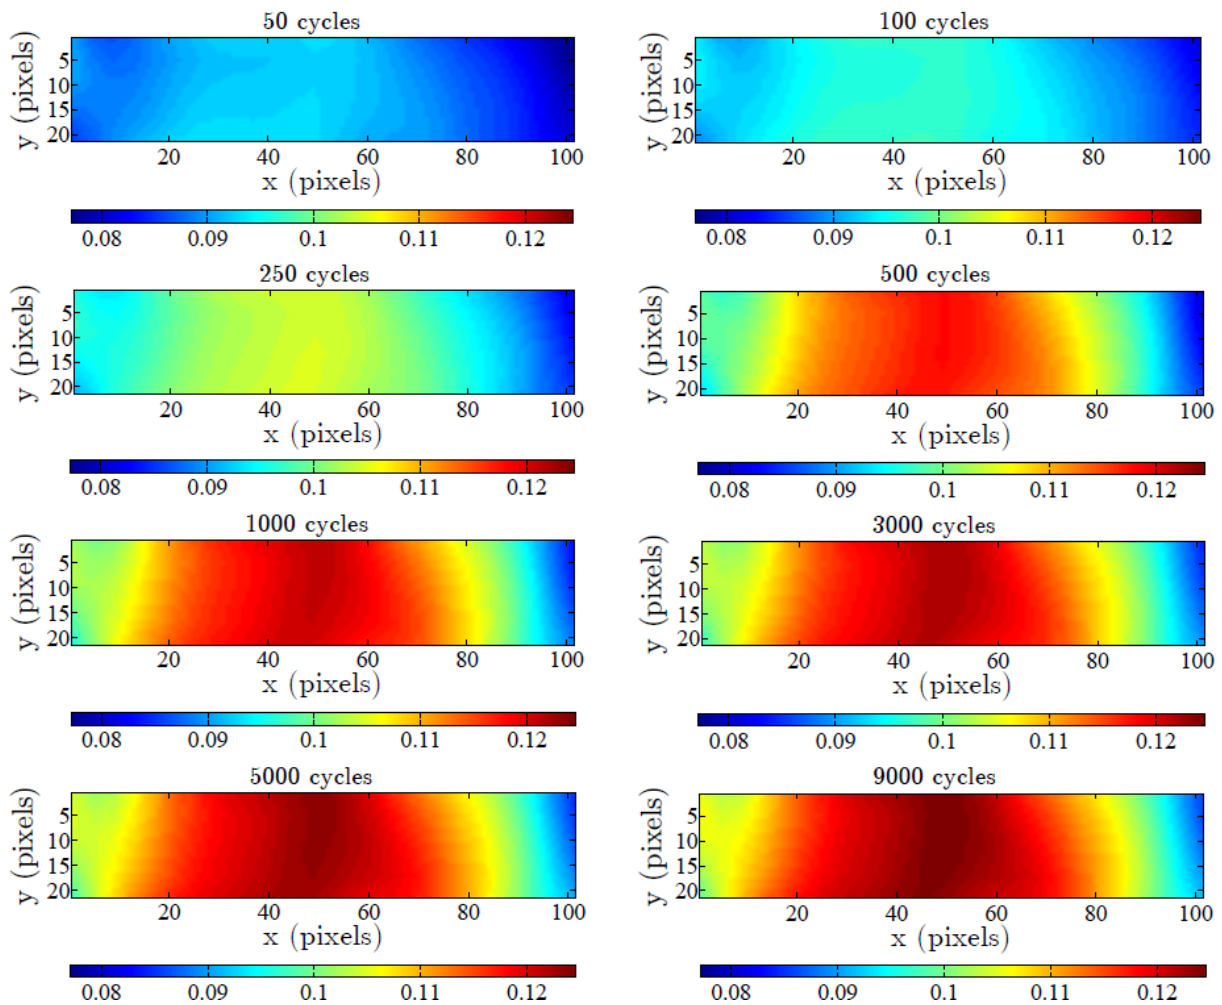 50 cycles
y (pixels)
5
10
15
20
20 40 60 80 100
x (pixels)
0.08 0.09 0.1 0.11 0.12
100 cycles
y (pixels)
5
10
15
20
20 40 60 80 100
x (pixels)
0.08 0.09 0.1 0.11 0.12
250 cycles
y (pixels)
5
10
15
20
20 40 60 80 100
x (pixels)
0.08 0.09 0.1 0.11 0.12
500 cycles
y (pixels)
5
10
15
20
20 40 60 80 100
x (pixels)
0.08 0.09 0.1 0.11 0.12
1000 cycles
y (pixels)
5
10
15
20
20 40 60 80 100
x (pixels)
0.08 0.09 0.1 0.11 0.12
3000 cycles
y (pixels)
5
10
15
20
20 40 60 80 100
x (pixels)
0.08 0.09 0.1 0.11 0.12
5000 cycles
y (pixels)
5
10
15
20
20 40 60 80 100
x (pixels)
0.08 0.09 0.1 0.11 0.12
9000 cycles
y (pixels)
5
10
15
20
20 40 60 80 100
x (pixels)
0.08 0.09 0.1 0.11 0.12